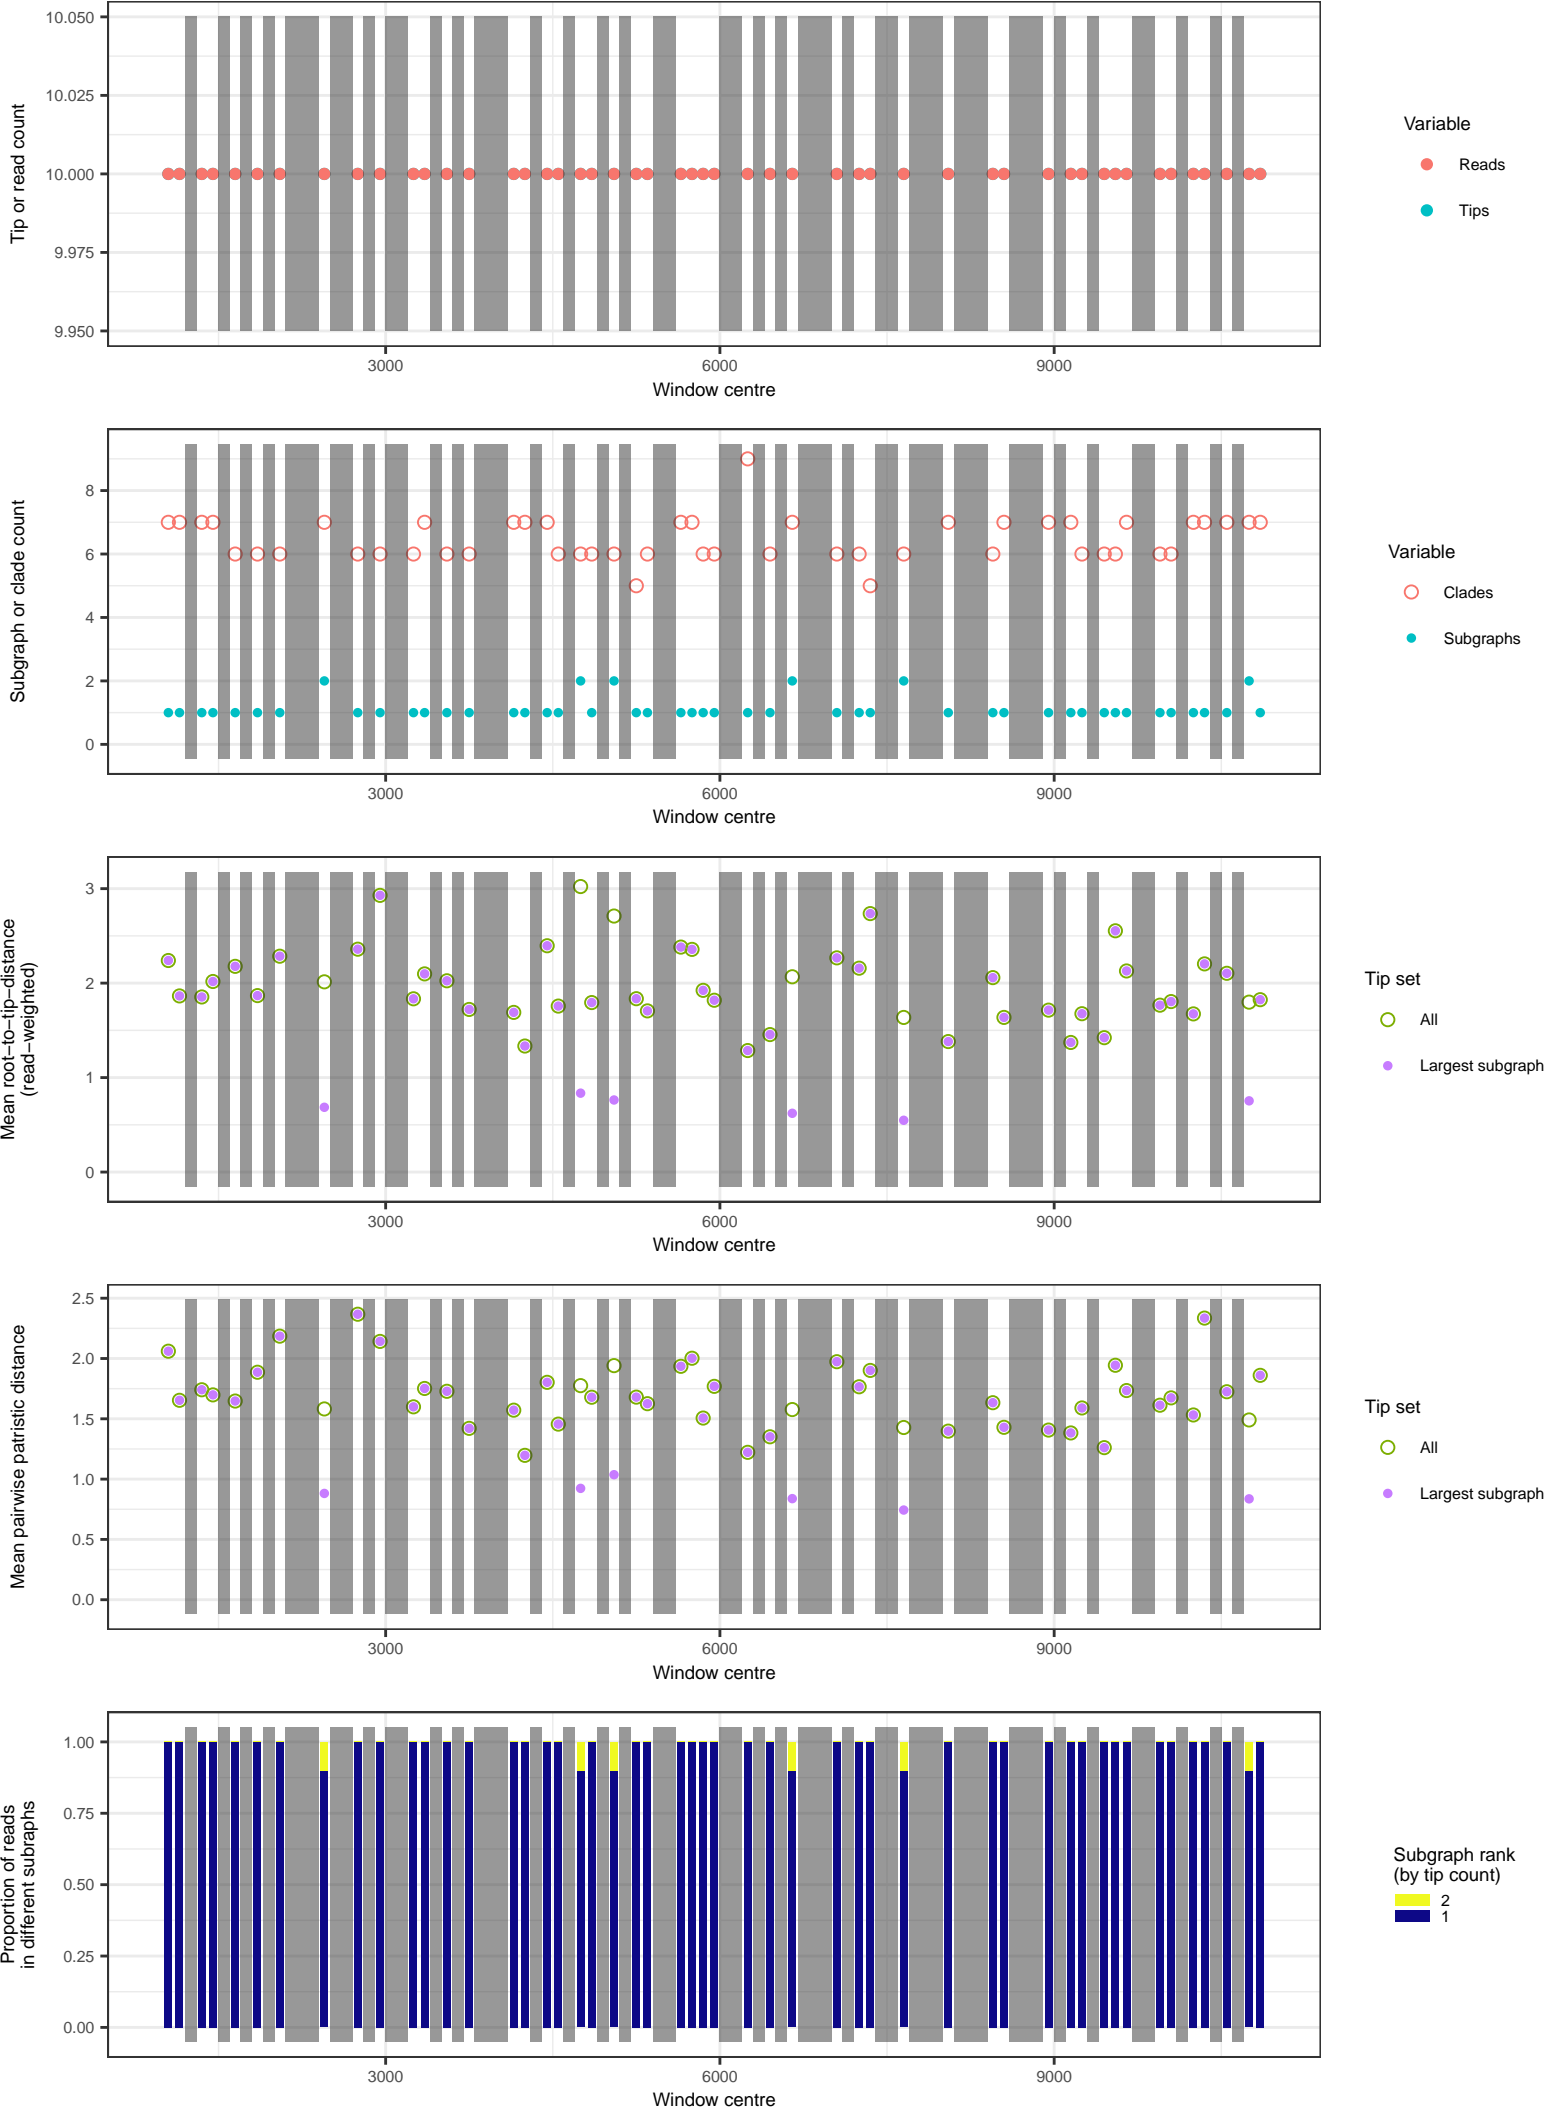 10.050
10.025
10.000
9.975
9.950
Tip or read count
3000 6000 9000
Window centre
Variable
Reads
Tips
8
6
4
2
0
Subgraph or clade count
3000 6000 9000
Window centre
Variable
Clades
Subgraphs
3
2
1
0
Mean root−to−tip−distance
(read−weighted)
3000 6000 9000
Window centre
Tip set
All
Largest subgraph
2.5
2.0
1.5
1.0
0.5
0.0
Mean pairwise patristic distance
3000 6000 9000
Window centre
Tip set
All
Largest subgraph
1.00
0.75
0.50
0.25
0.00
Proportion of reads
in different subraphs
3000 6000 9000
Window centre
Subgraph rank
(by tip count)
2
1